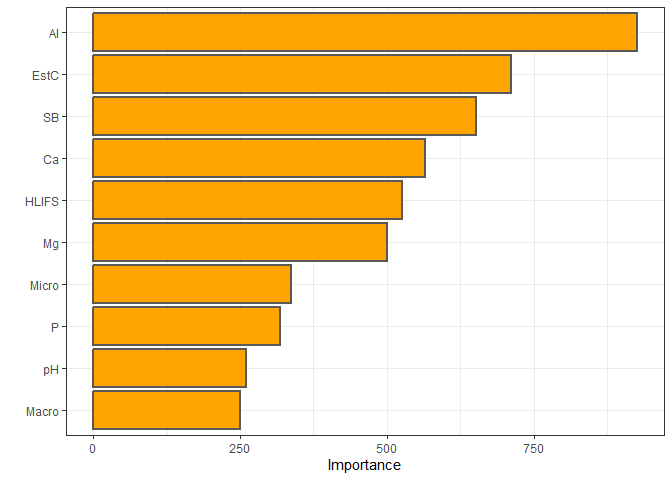 Al
EstC
SB
Ca
HLIFS
Mg
Micro
P
pH
Macro
0 250 500 750
Importance